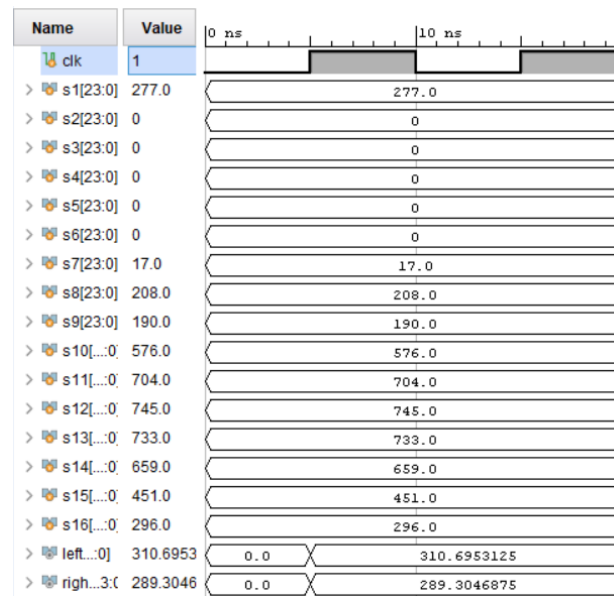 Name Value 0 ns 10 ns
clk 1
s1[23:0] 277.0 277.0
s2[23:0] 0 0
s3[23:0] 0 0
s4[23:0] 0 0
s5[23:0] 0 0
s6[23:0] 0 0
s7[23:0] 17.0 17.0
s8[23:0] 208.0 208.0
s9[23:0] 190.0 190.0
s10[...:0] 576.0 576.0
s11[...:0] 704.0 704.0
s12[...:0] 745.0 745.0
s13[...:0] 733.0 733.0
s14[...:0] 659.0 659.0
s15[...:0] 451.0 451.0
s16[...:0] 296.0 296.0
left...:0] 310.6953 0.0 310.6953125
righ...3:0 289.3046 0.0 289.3046875